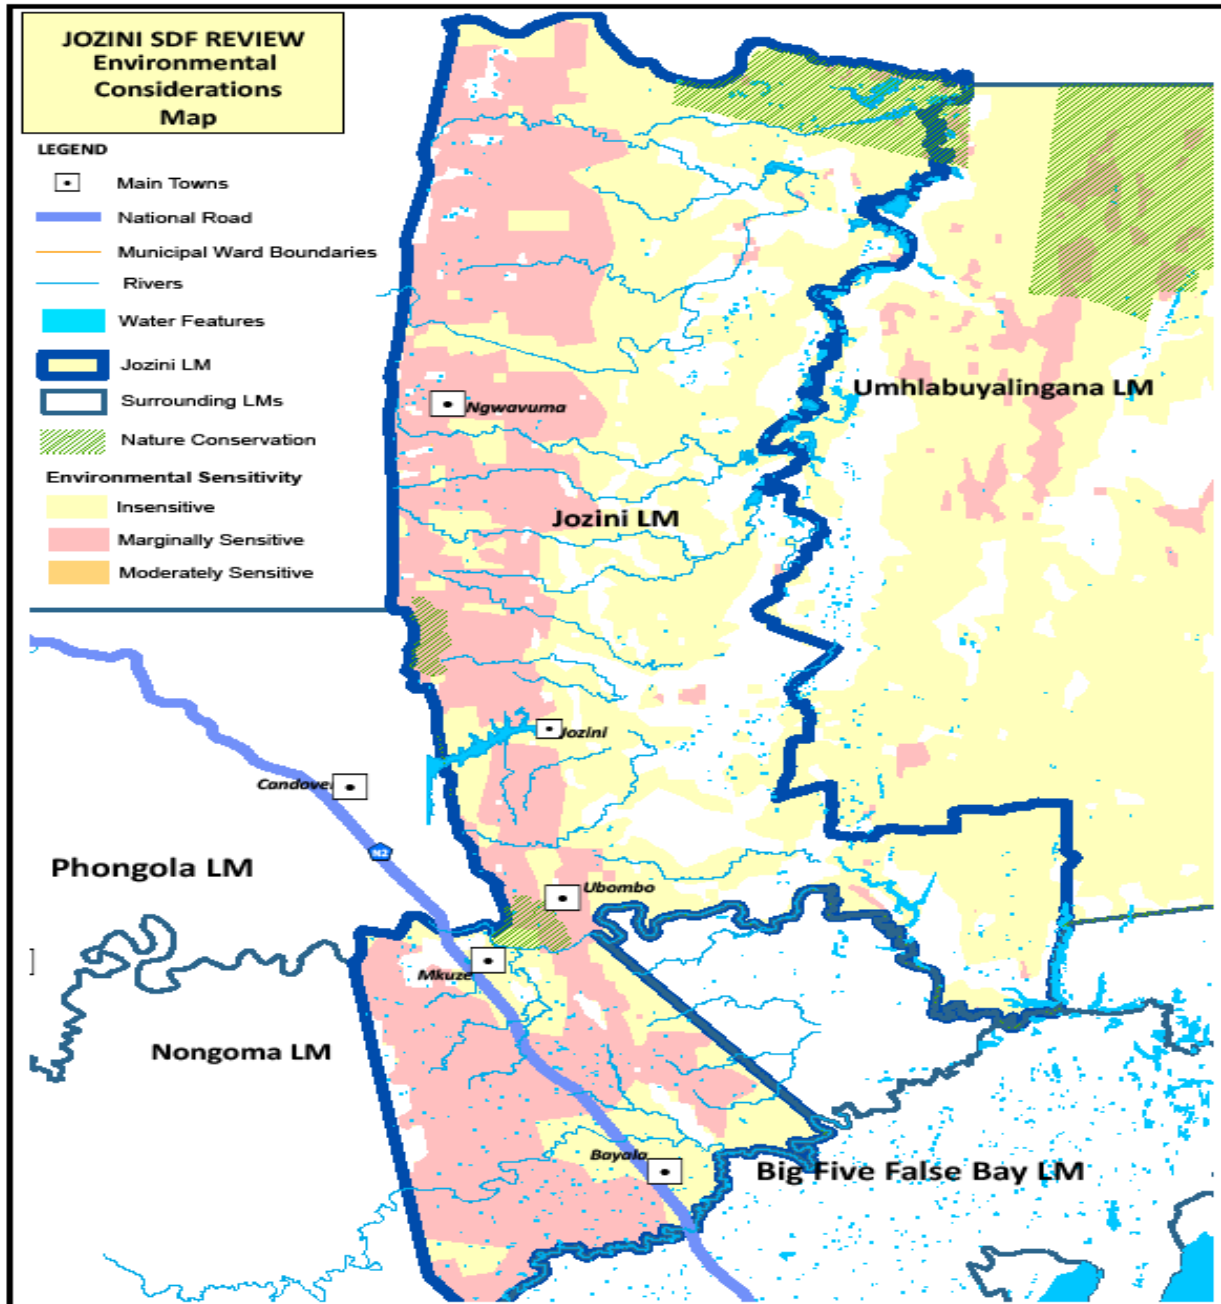 JOZINI SDF REVIEW
Environmental
Considerations
Map
LEGEND
Main Towns
National Road
Municipal Ward Boundaries
Rivers
Water Features
Jozini LM
Surrounding LMs
Nature Conservation
Environmental Sensitivity
Insensitive
Marginally Sensitive
Moderately Sensitive
Umhlabuyalingana LM
Ngwavuma
Jozini LM
Jozini
Candover
N2
Phongola LM
Ubombo
Mkuze
Nongoma LM
Bayala
Big Five False Bay LM